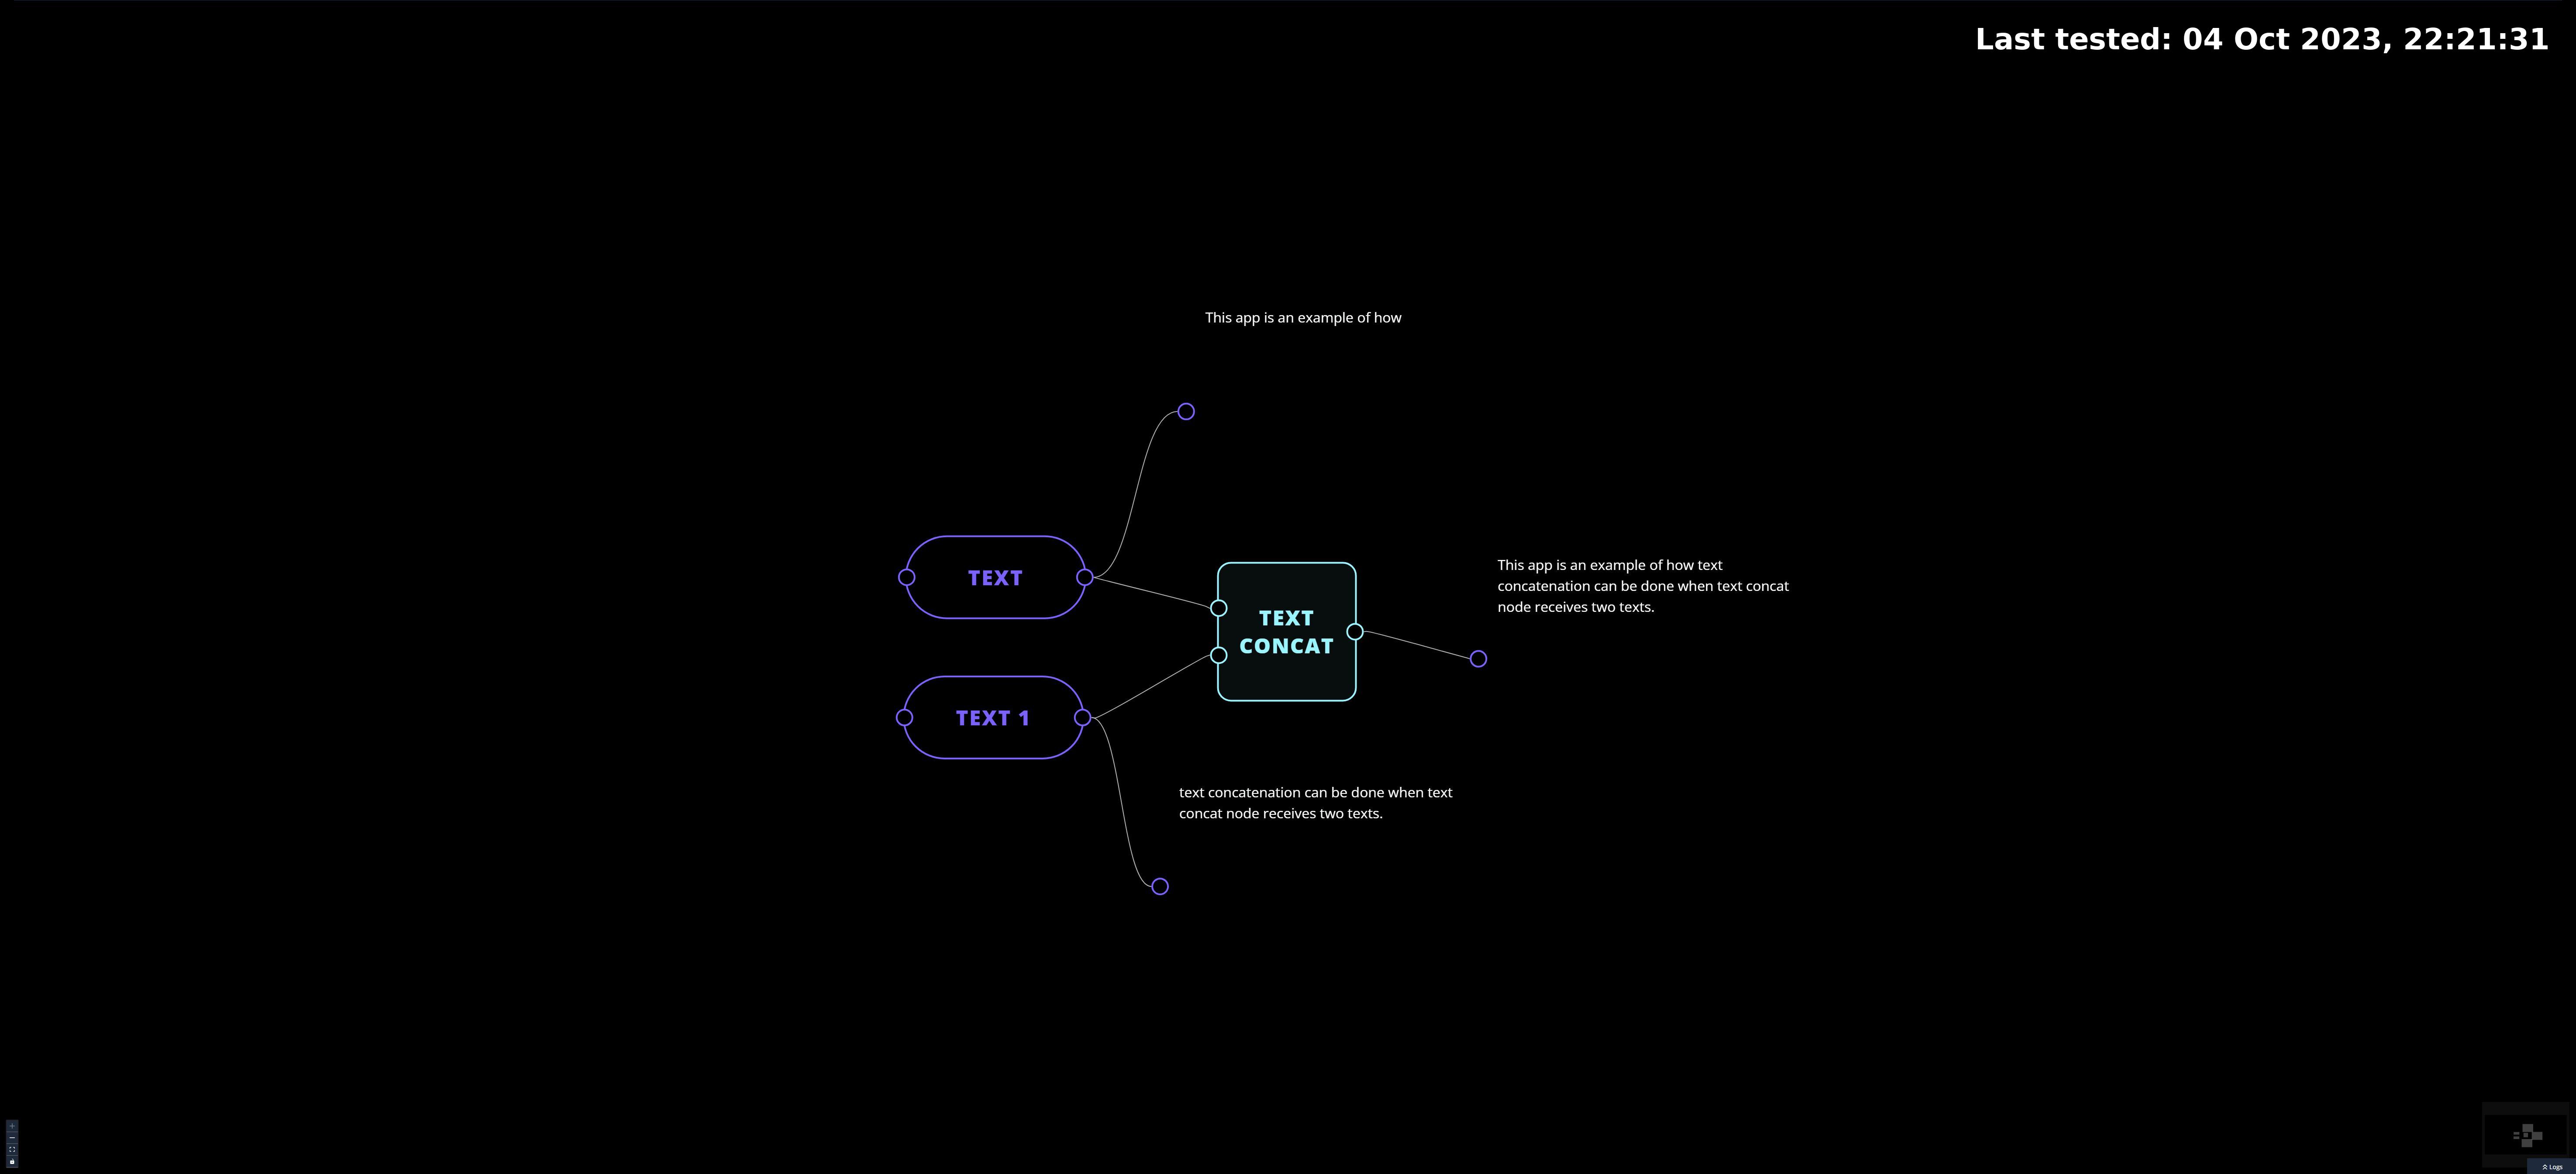 Last tested: 04 Oct 2023, 22:21:31
This app is an example of how
TEXT
TEXT
CONCAT
This app is an example of how text
concatenation can be done when text concat
node receives two texts.
TEXT 1
text concatenation can be done when text
concat node receives two texts.
Logs